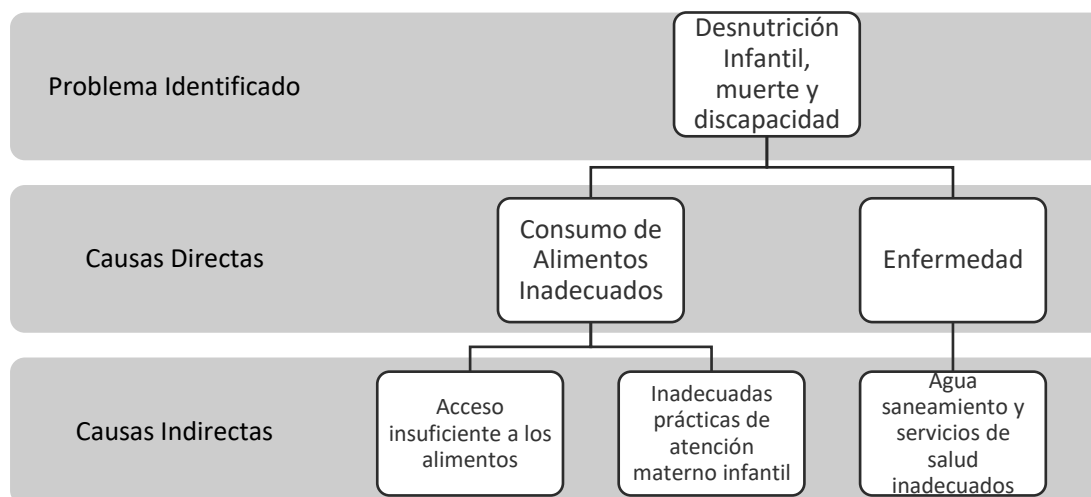 Problema Identificado
Desnutrición
Infantil,
muerte y
discapacidad
Causas Directas
Consumo de
Alimentos
Inadecuados
Enfermedad
Causas Indirectas
Acceso
insuficiente a los
alimentos
Inadecuadas
prácticas de
atención
materno infantil
Agua
saneamiento y
servicios de
salud
inadecuados